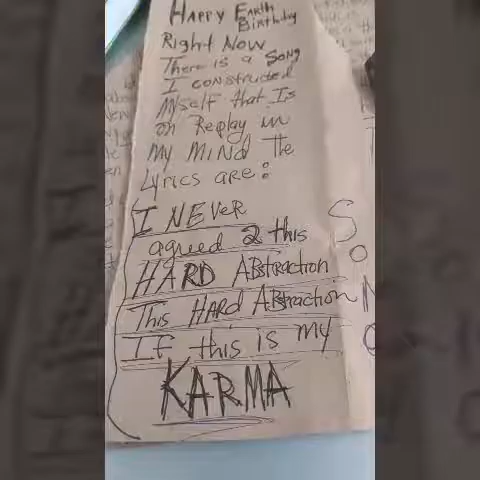 Happy Earth
Birthday
Right Now
There is a SONG
I constructed
Myself that Is
on Replay in
my MIND The
Lyrics are:
I NEVeR
agreed 2 this
HARD ABstRaction
This HARD ABstraction
If this is my
KARMA
SONG